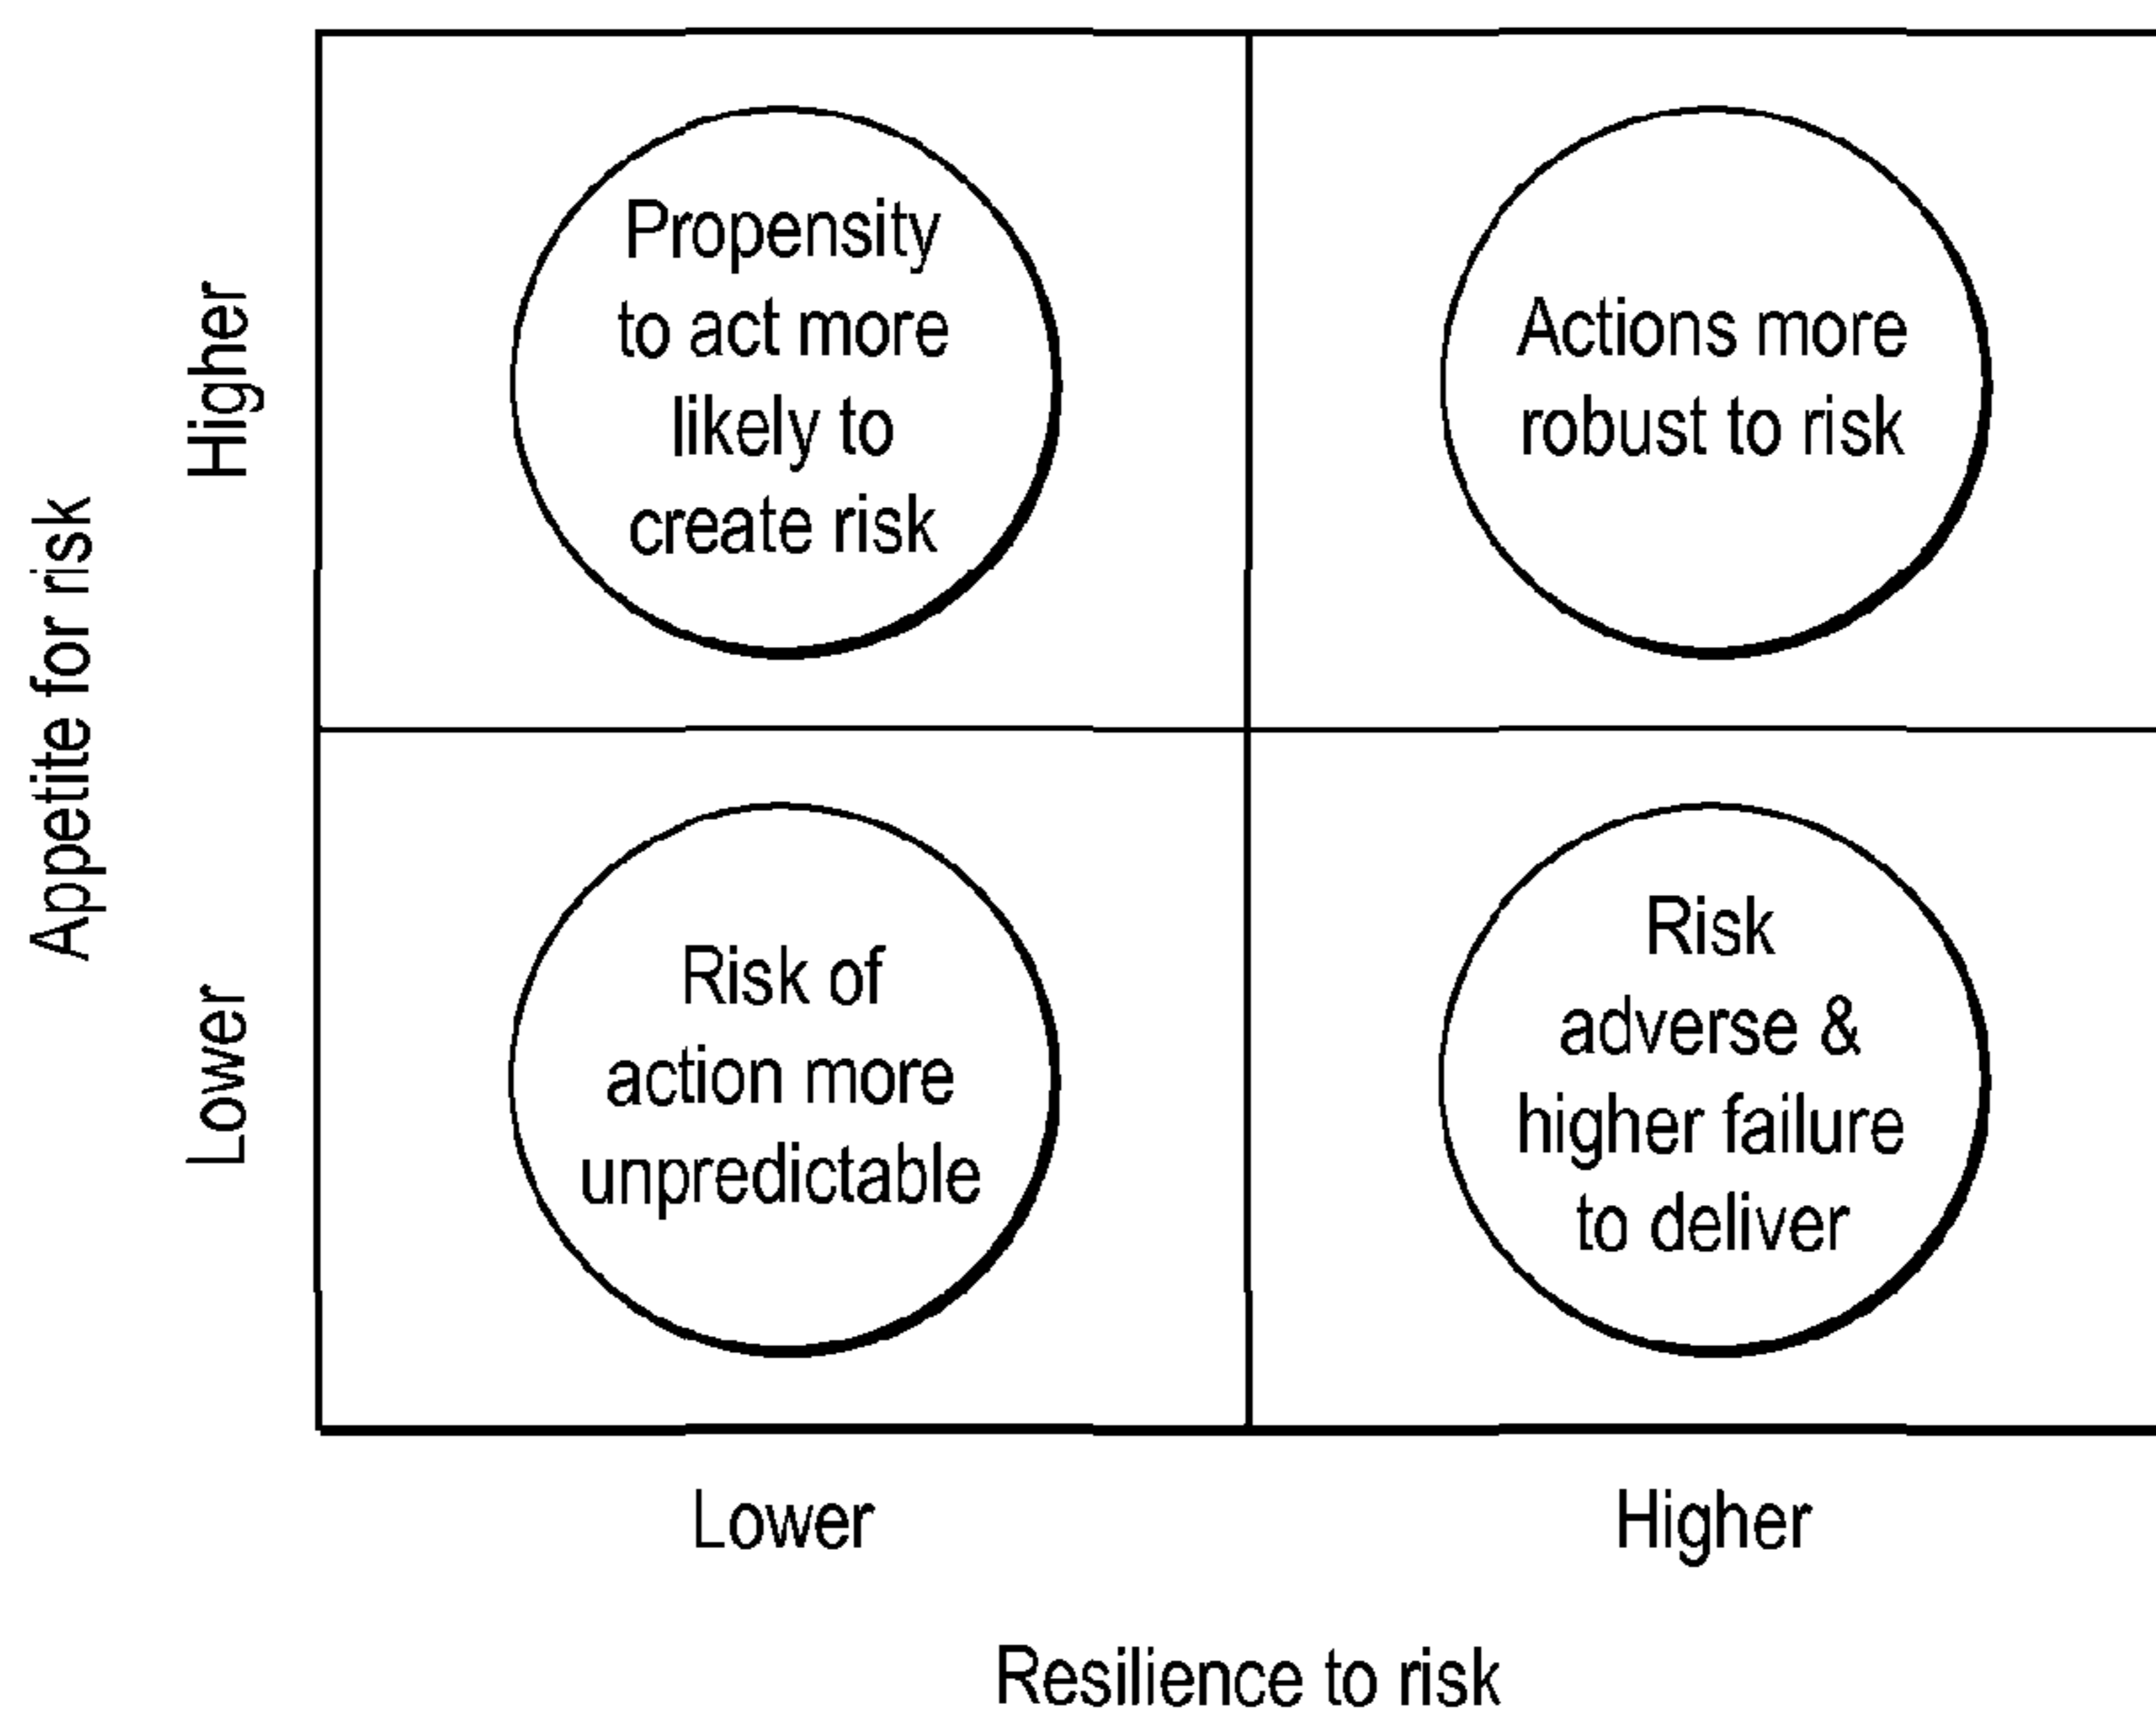 Appetite for risk
Higher
Propensity
to act more
likely to
create risk
Actions more
robust to risk
Lower
Risk of
action more
unpredictable
Risk
adverse &
higher failure
to deliver
Lower
Higher
Resilience to risk